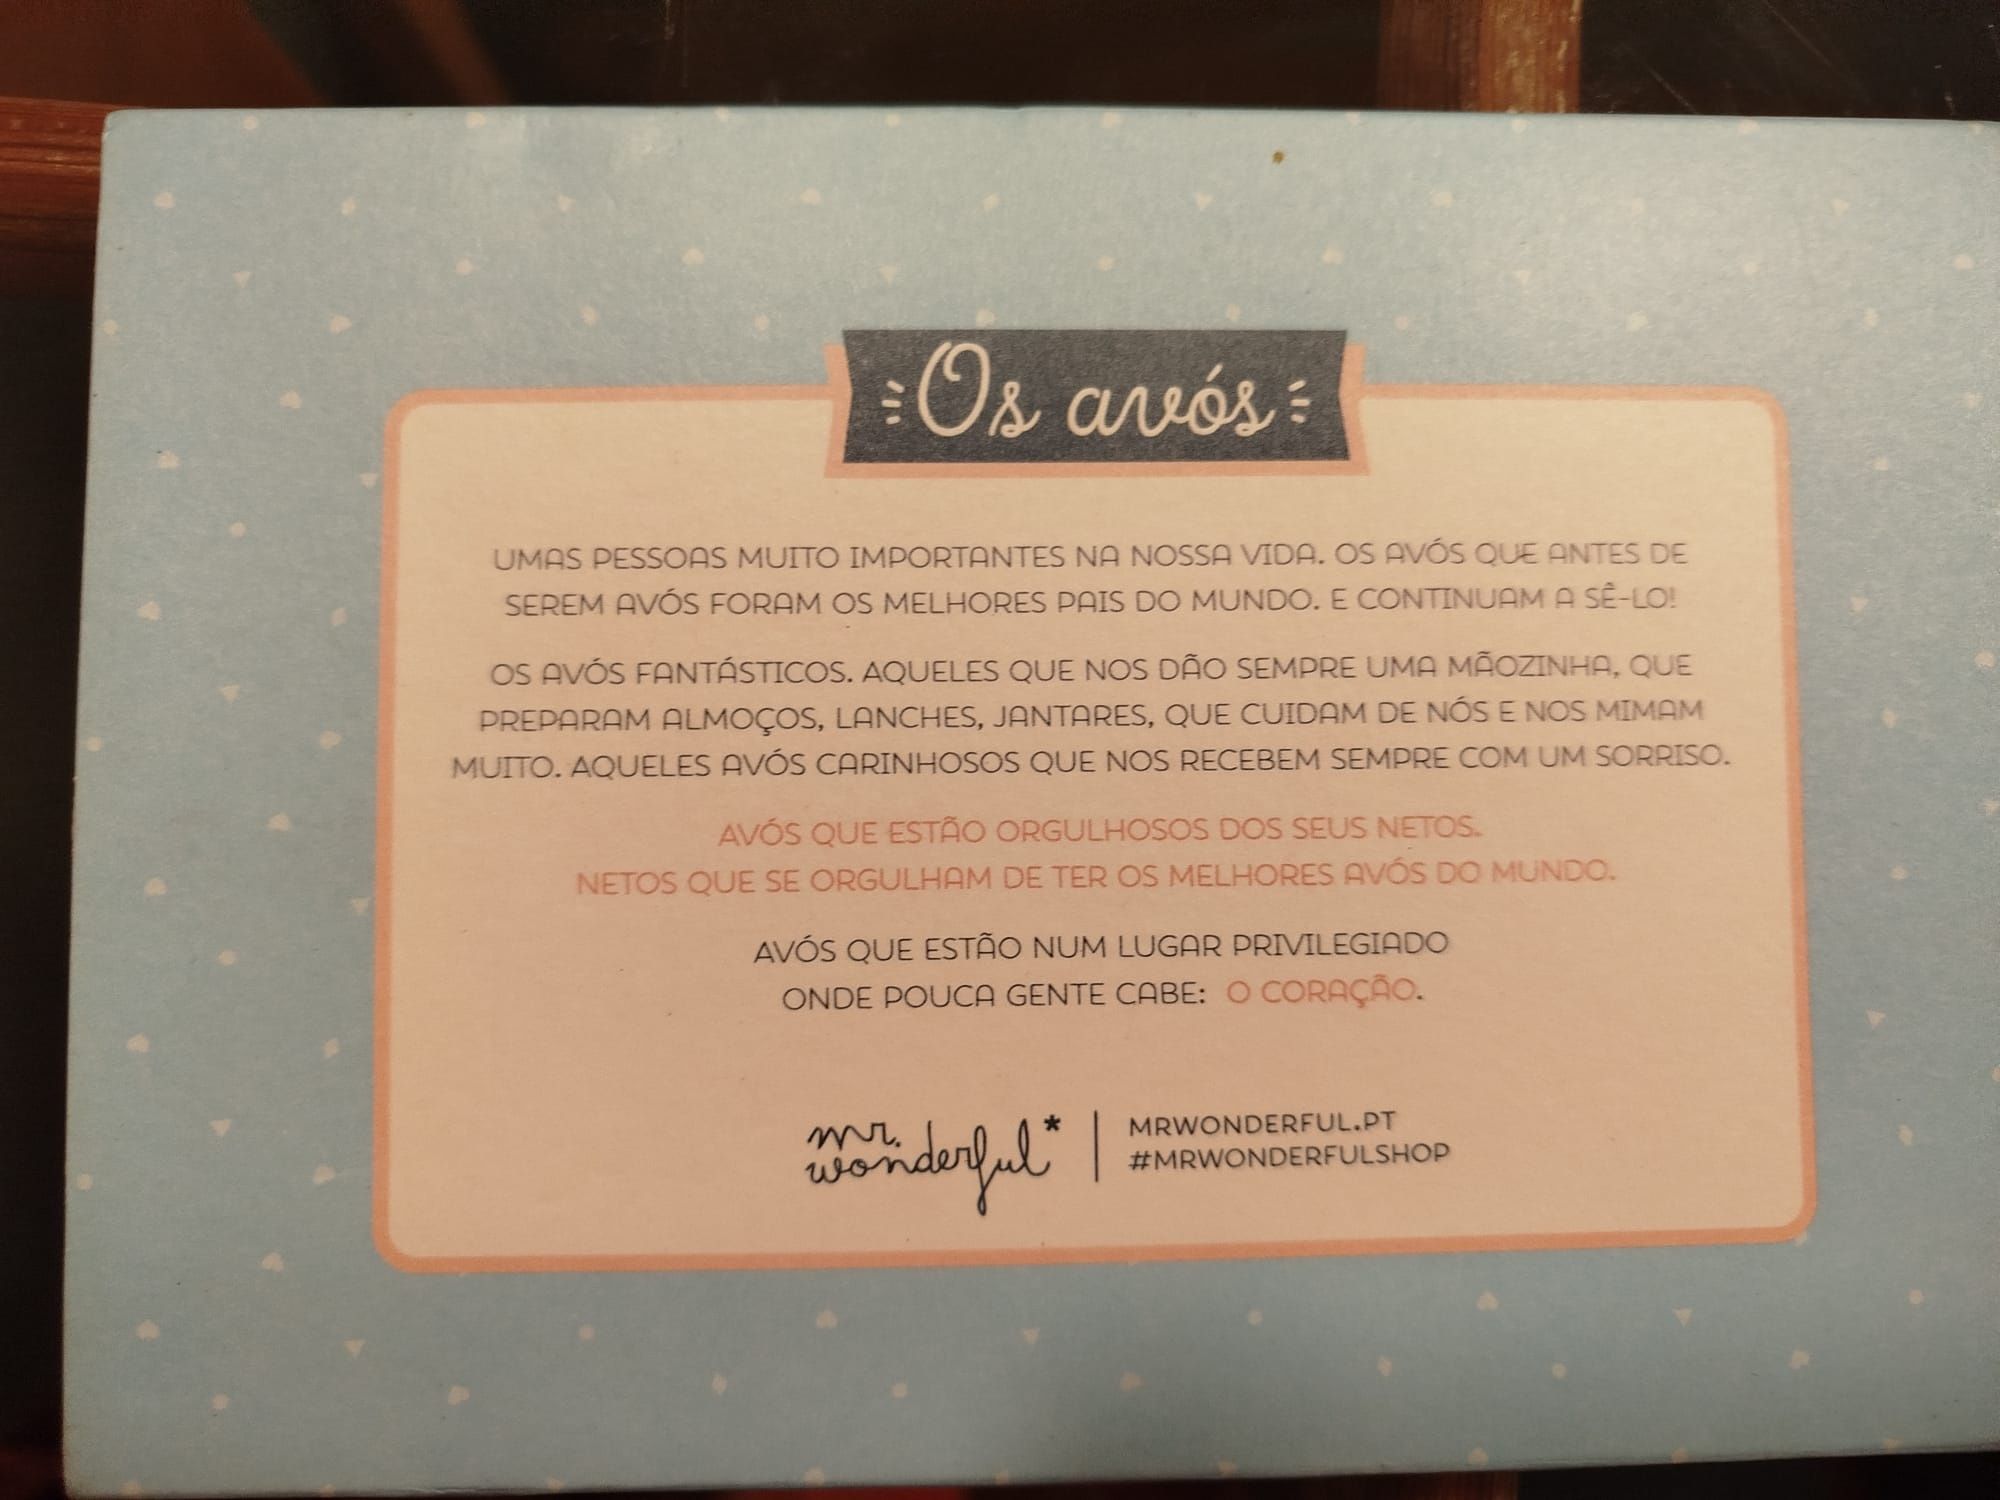 Os avós
UMAS PESSOAS MUITO IMPORTANTES NA NOSSA VIDA. OS AVÓS QUE ANTES DE
SEREM AVÓS FORAM OS MELHORES PAIS DO MUNDO. E CONTINUAM A SÊ-LO!
OS AVÓS FANTÁSTICOS. AQUELES QUE NOS DÃO SEMPRE UMA MÃOZINHA, QUE
PREPARAM ALMOÇOS, LANCHES, JANTARES, QUE CUIDAM DE NÓS E NOS MIMAM
MUITO. AQUELES AVÓS CARINHOSOS QUE NOS RECEBEM SEMPRE COM UM SORRISO.
AVÓS QUE ESTÃO ORGULHOSOS DOS SEUS NETOS.
NETOS QUE SE ORGULHAM DE TER OS MELHORES AVÓS DO MUNDO.
AVÓS QUE ESTÃO NUM LUGAR PRIVILEGIADO
ONDE POUCA GENTE CABE: O CORAÇÃO.
mr.
wonderful*
MRWONDERFUL.PT
#MRWONDERFULSHOP